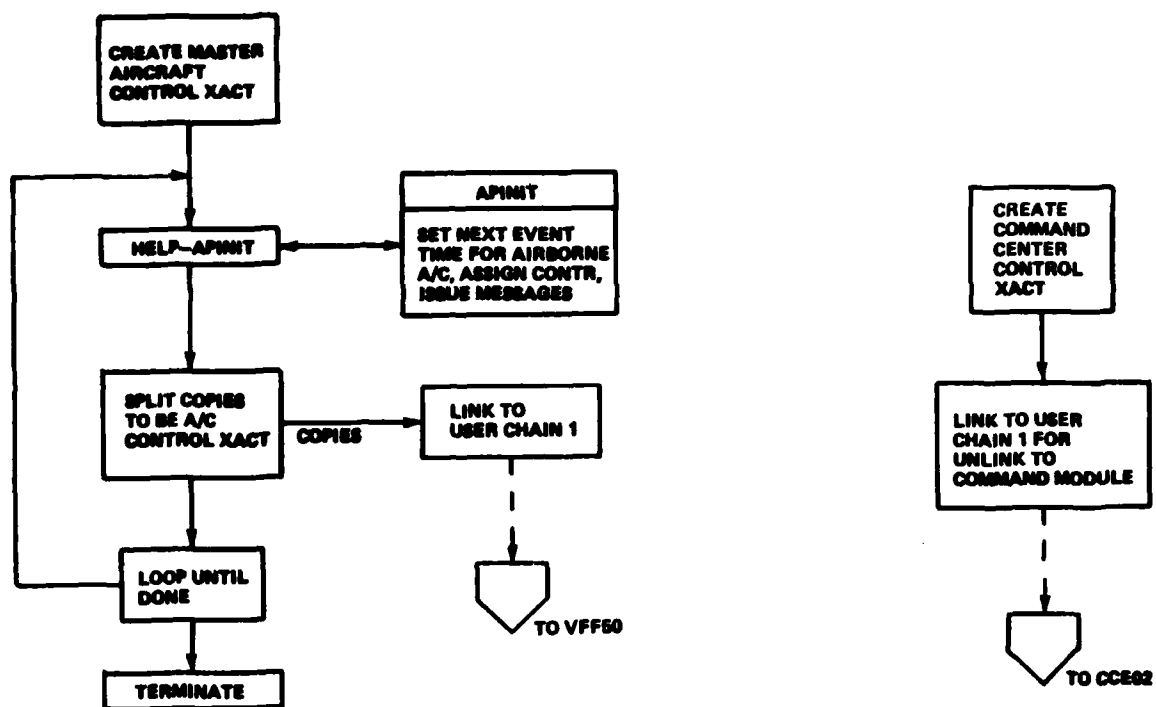 CREATE MASTER
AIRCRAFT
CONTROL XACT
HELP-APINIT
APINIT
SET NEXT EVENT
TIME FOR AIRBORNE
A/C, ASSIGN CONTR,
ISSUE MESSAGES
SPLIT COPIES
TO BE A/C
CONTROL XACT
COPIES
LINK TO
USER CHAIN 1
TO VFF50
LOOP UNTIL
DONE
TERMINATE
CREATE
COMMAND
CENTER
CONTROL
XACT
LINK TO USER
CHAIN 1 FOR
UNLINK TO
COMMAND MODULE
TO CCE02